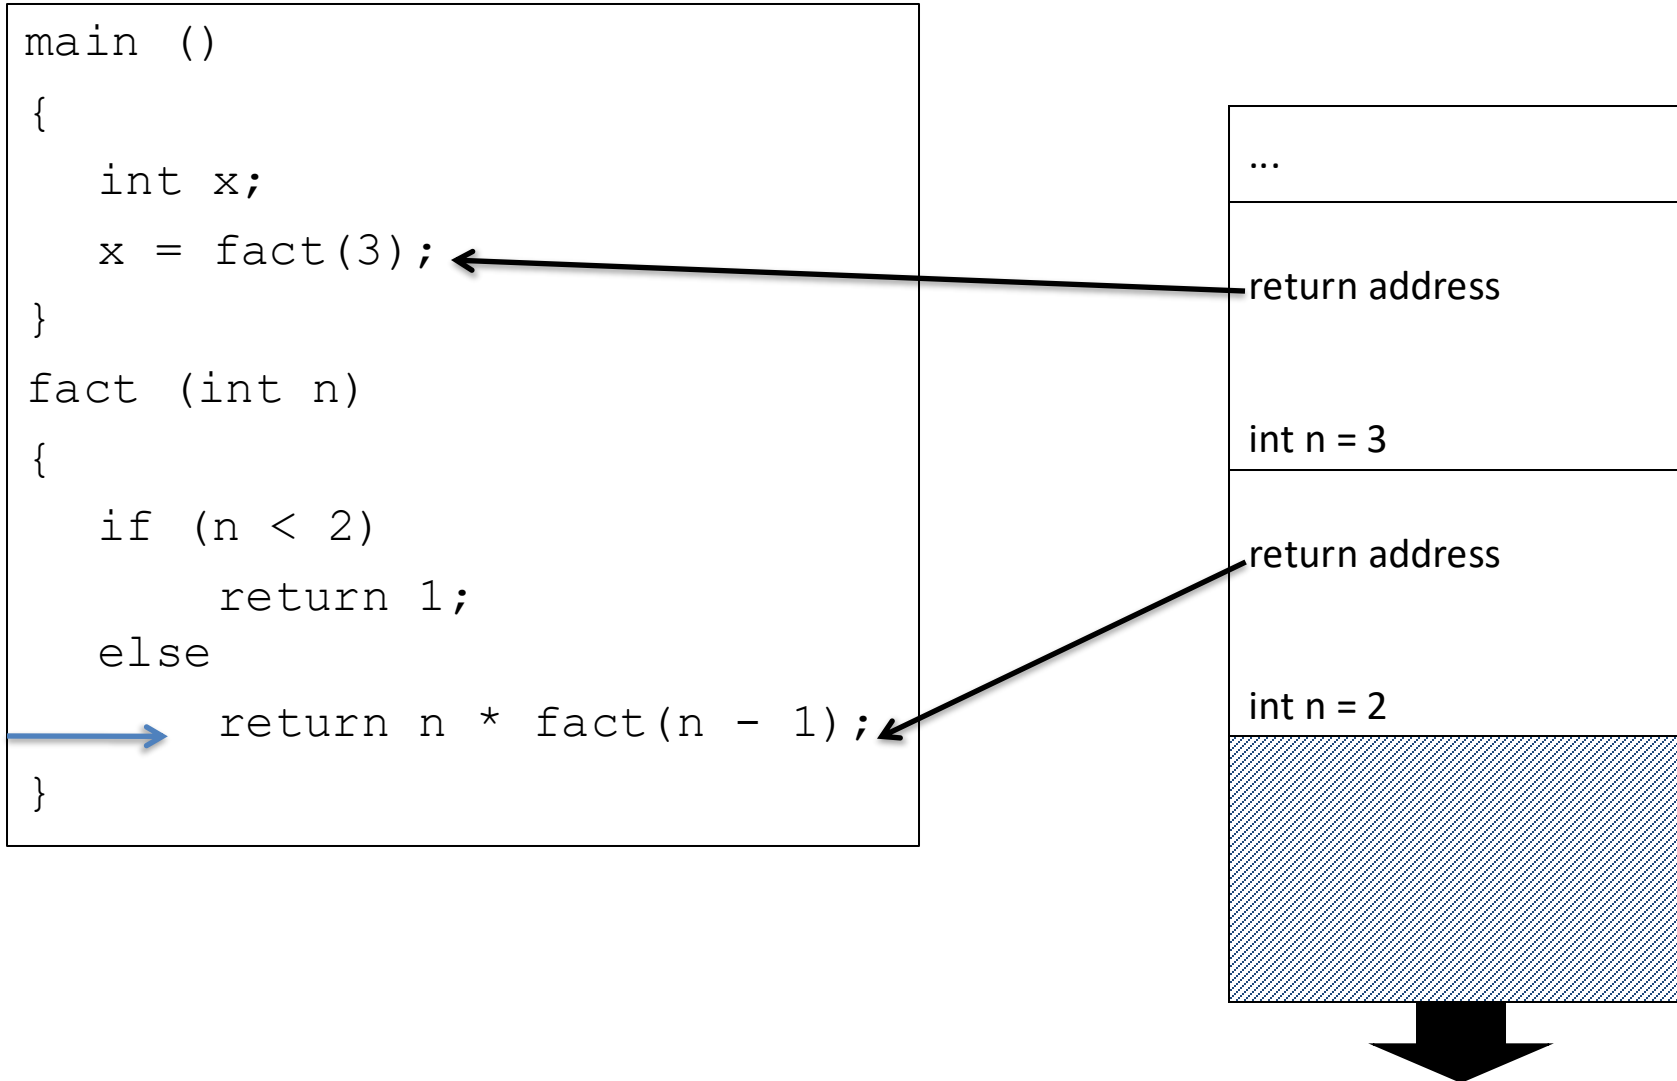 main ()
{
int x;
x = fact(3);
}
fact (int n)
{
if (n < 2)
return 1;
else
return n * fact(n - 1);
}
...
return address
int n = 3
return address
int n = 2